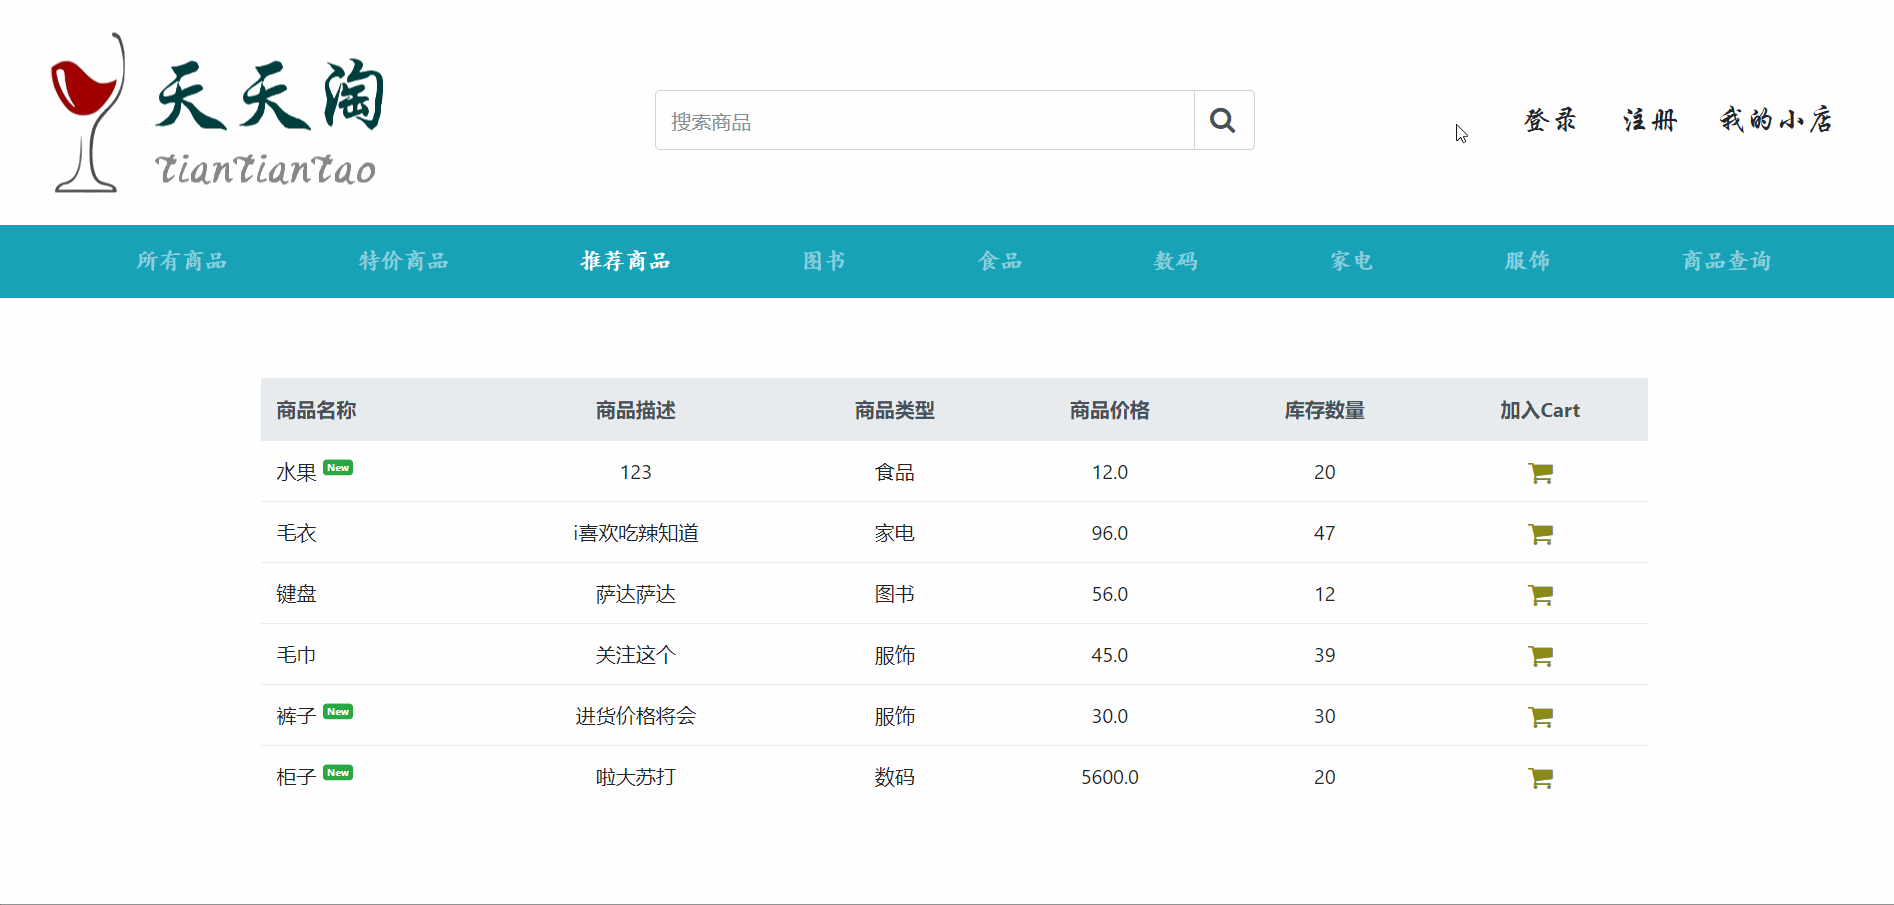 天天淘
TianTianTao
搜索商品
登录 注册 我的小店
所有商品 特价商品 推荐商品 图书 食品 数码 家电 服饰 商品查询
商品名称 商品描述 商品类型 商品价格 库存数量 加入Cart
水果 New 123 食品 12.0 20
毛衣 i喜欢吃辣知道 家电 96.0 47
键盘 萨达萨达 图书 56.0 12
毛巾 关注这个 服饰 45.0 39
裤子 New 进货价格将会 服饰 30.0 30
柜子 New 啦大苏打 数码 5600.0 20